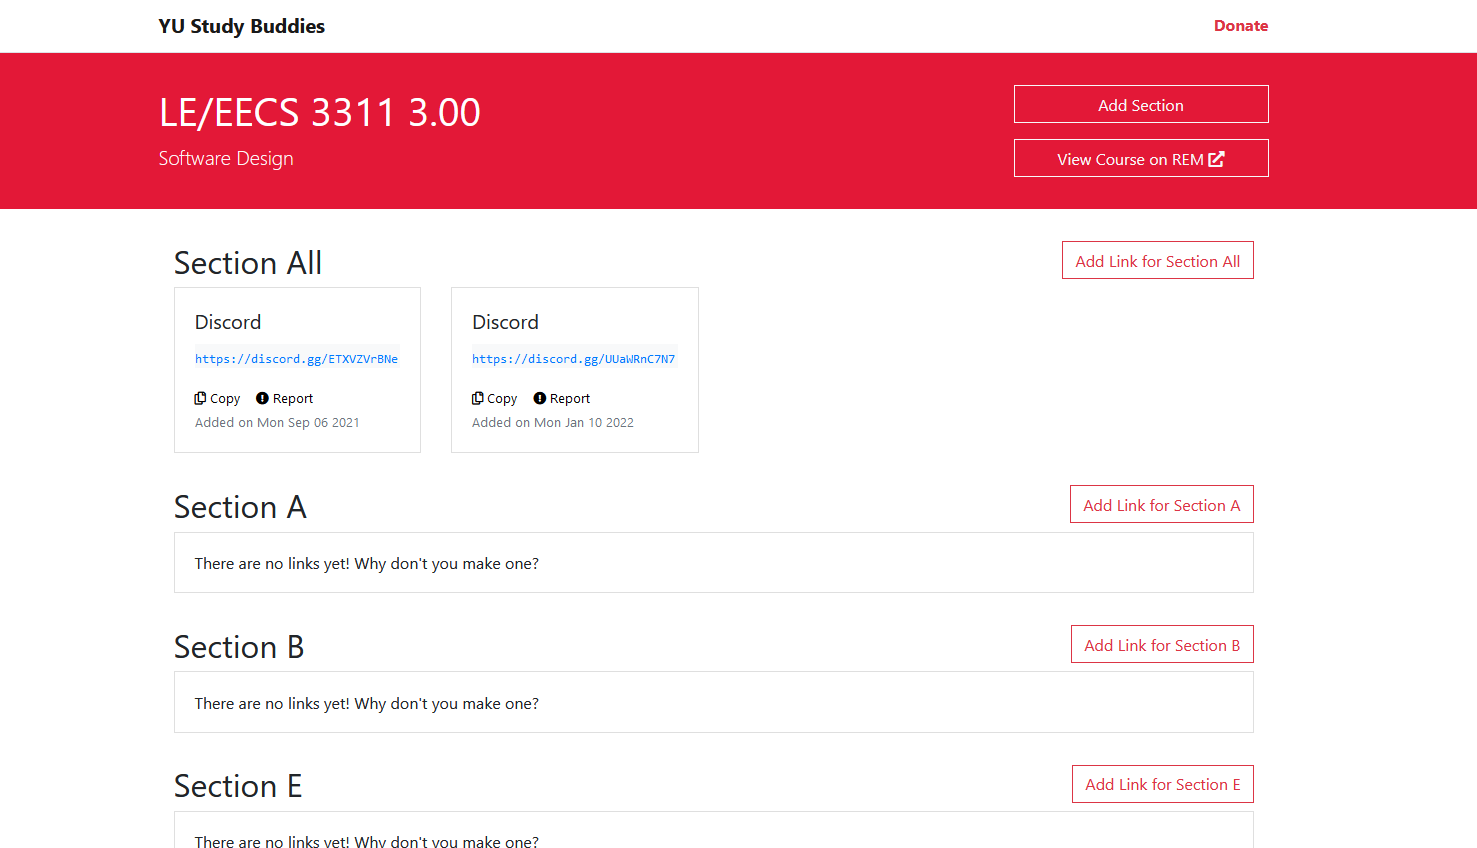 YU Study Buddies
Donate
LE/EECS 3311 3.00
Software Design
Add Section
View Course on REM
Section All
Add Link for Section All
Discord
https://discord.gg/ETXVZVrBNe
Copy Report
Added on Mon Sep 06 2021
Discord
https://discord.gg/UUaWRnC7N7
Copy Report
Added on Mon Jan 10 2022
Section A
Add Link for Section A
There are no links yet! Why don't you make one?
Section B
Add Link for Section B
There are no links yet! Why don't you make one?
Section E
Add Link for Section E
There are no links yet! Why don't you make one?